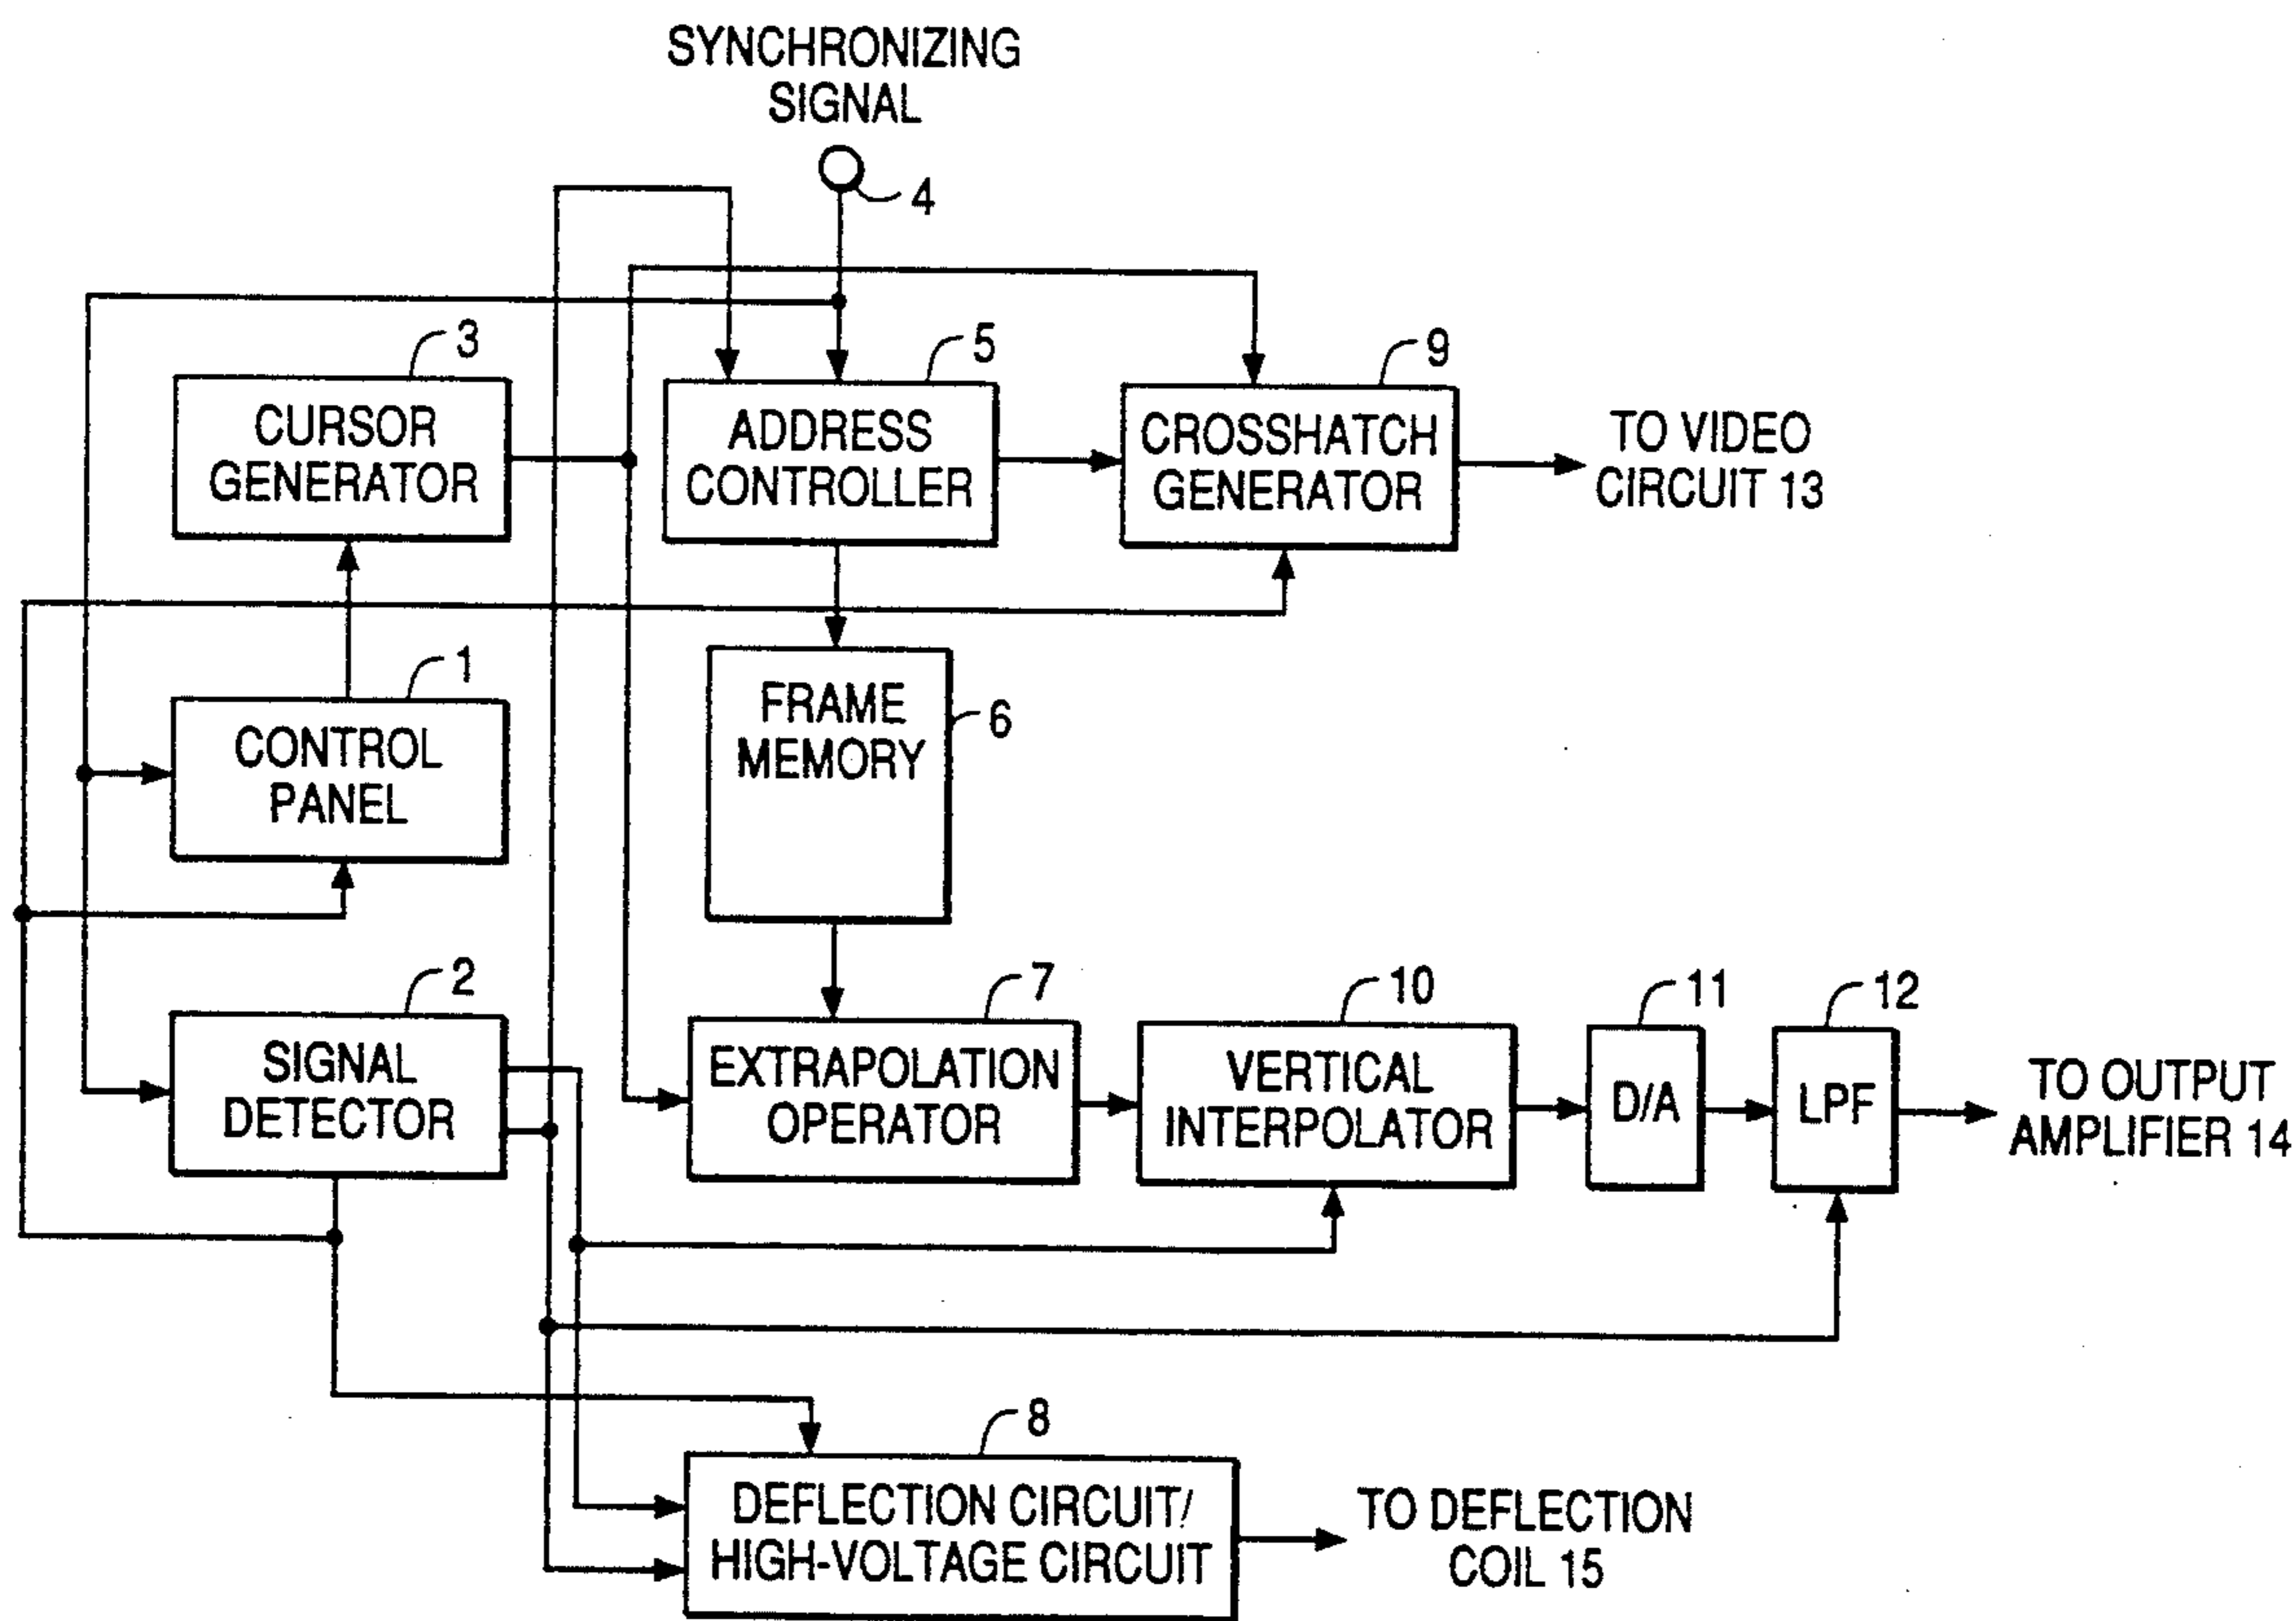 SYNCHRONIZING
SIGNAL
4
3
CURSOR
GENERATOR
5
ADDRESS
CONTROLLER
9
CROSSHATCH
GENERATOR
TO VIDEO
CIRCUIT 13
1
CONTROL
PANEL
FRAME
MEMORY
6
2
SIGNAL
DETECTOR
7
EXTRAPOLATION
OPERATOR
10
VERTICAL
INTERPOLATOR
11
D/A
12
LPF
TO OUTPUT
AMPLIFIER 14
8
DEFLECTION CIRCUIT/
HIGH-VOLTAGE CIRCUIT
TO DEFLECTION
COIL 15